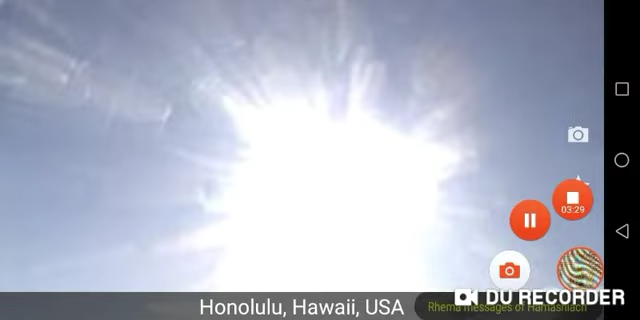 03:29
Honolulu, Hawaii, USA
Rhema messages of Hamashiach
DU RECORDER